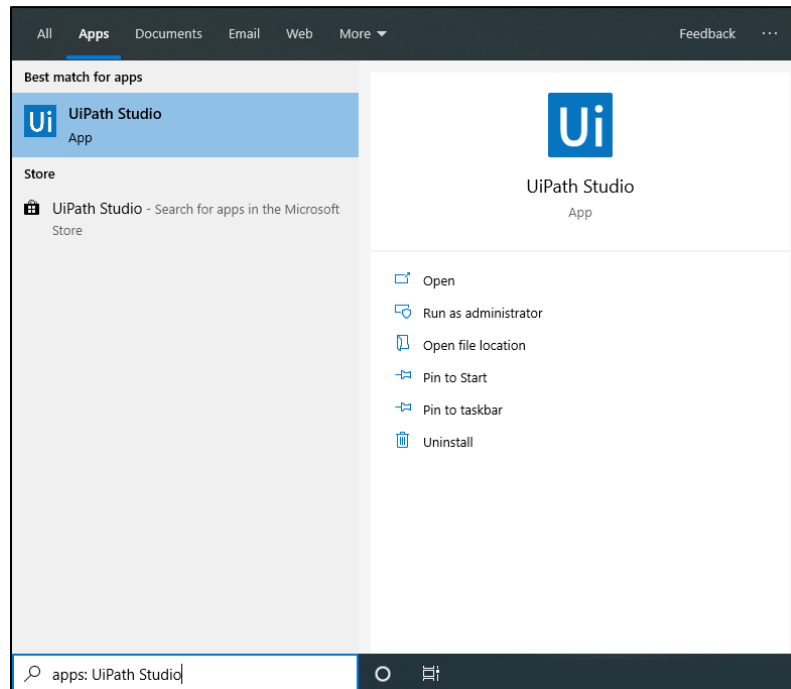 All Apps Documents Email Web More Feedback ...
Best match for apps
Ui UiPath Studio
App
Store
UiPath Studio - Search for apps in the Microsoft
Store
Ui
UiPath Studio
App
Open
Run as administrator
Open file location
Pin to Start
Pin to taskbar
Uninstall
apps: UiPath Studio